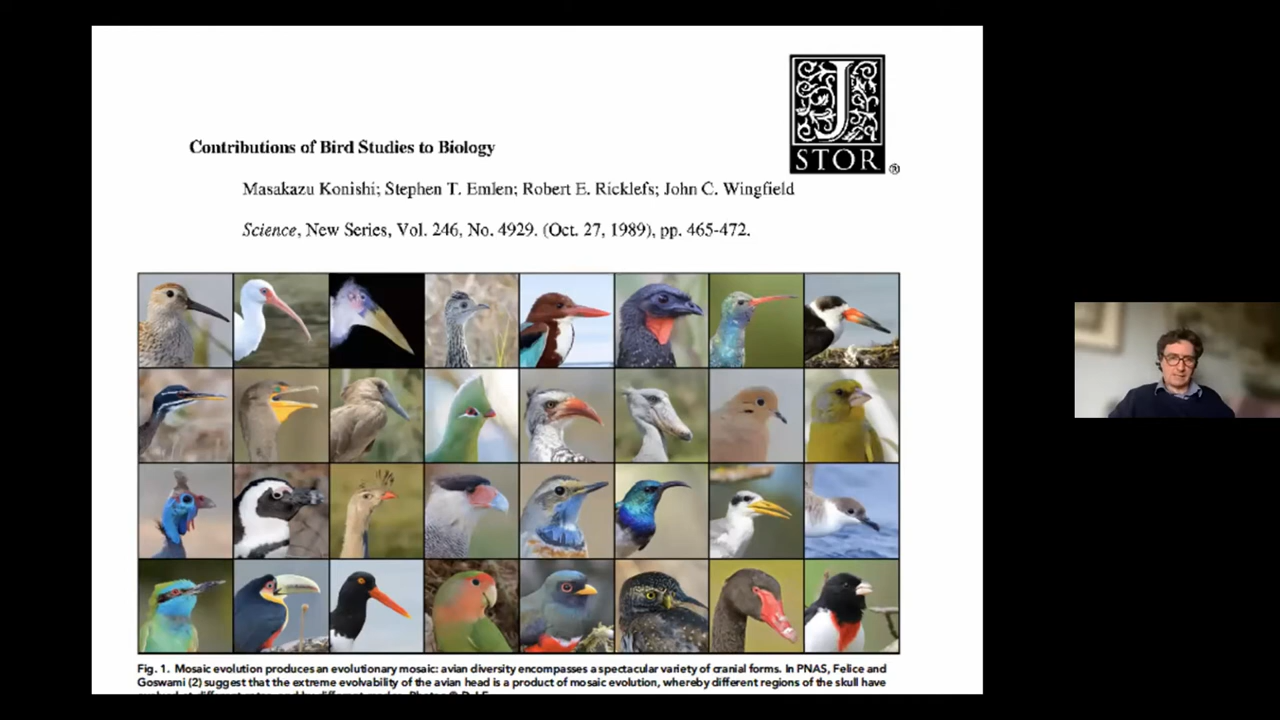 J
STOR ®
Contributions of Bird Studies to Biology
Masakazu Konishi; Stephen T. Emlen; Robert E. Ricklefs; John C. Wingfield
Science, New Series, Vol. 246, No. 4929. (Oct. 27, 1989), pp. 465-472.
Fig. 1. Mosaic evolution produces an evolutionary mosaic: avian diversity encompasses a spectacular variety of cranial forms. In PNAS, Felice and
Goswami (2) suggest that the extreme evolvability of the avian head is a product of mosaic evolution, whereby different regions of the skull have